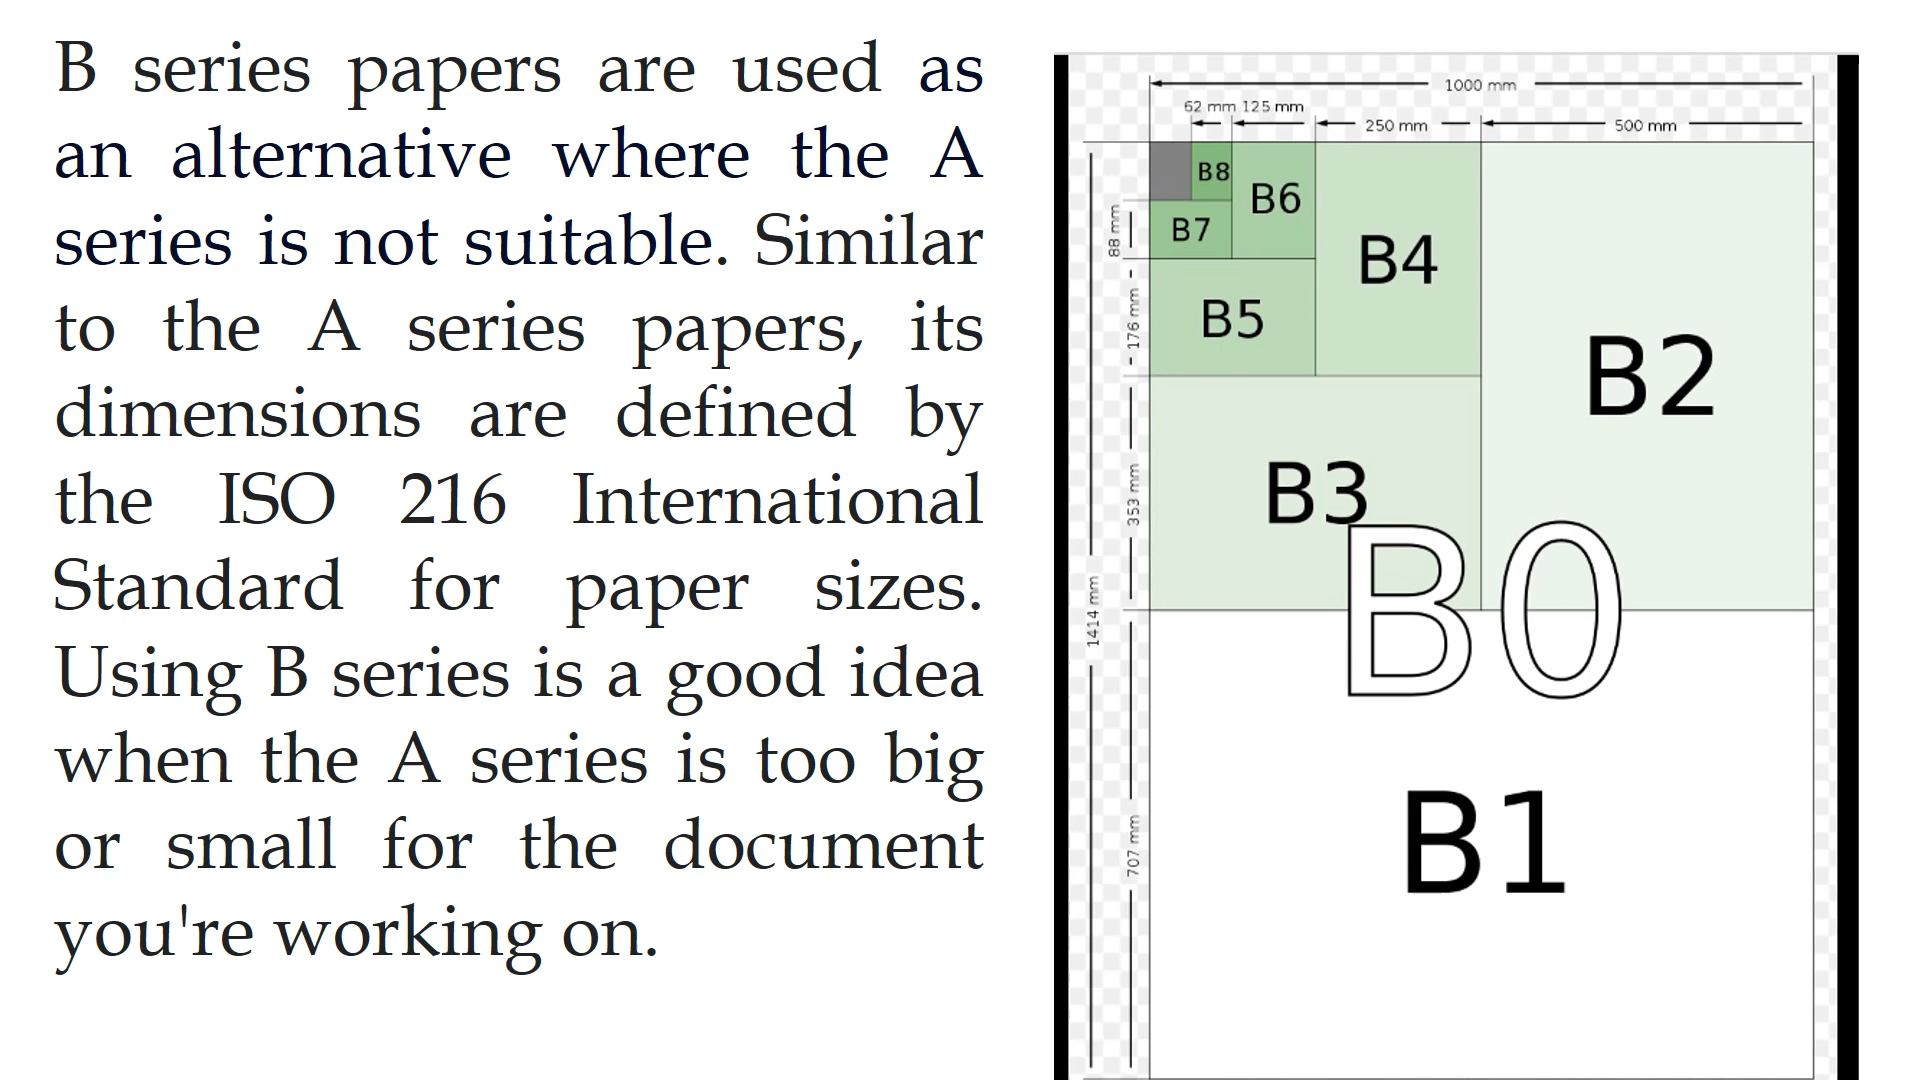 B series papers are used as
an alternative where the A
series is not suitable. Similar
to the A series papers, its
dimensions are defined by
the ISO 216 International
Standard for paper sizes.
Using B series is a good idea
when the A series is too big
or small for the document
you're working on.
1000 mm
62 mm 125 mm
250 mm
500 mm
B8
B6
B7
88 mm
B4
B5
176 mm
B2
B3
353 mm
B0
1414 mm
B1
707 mm